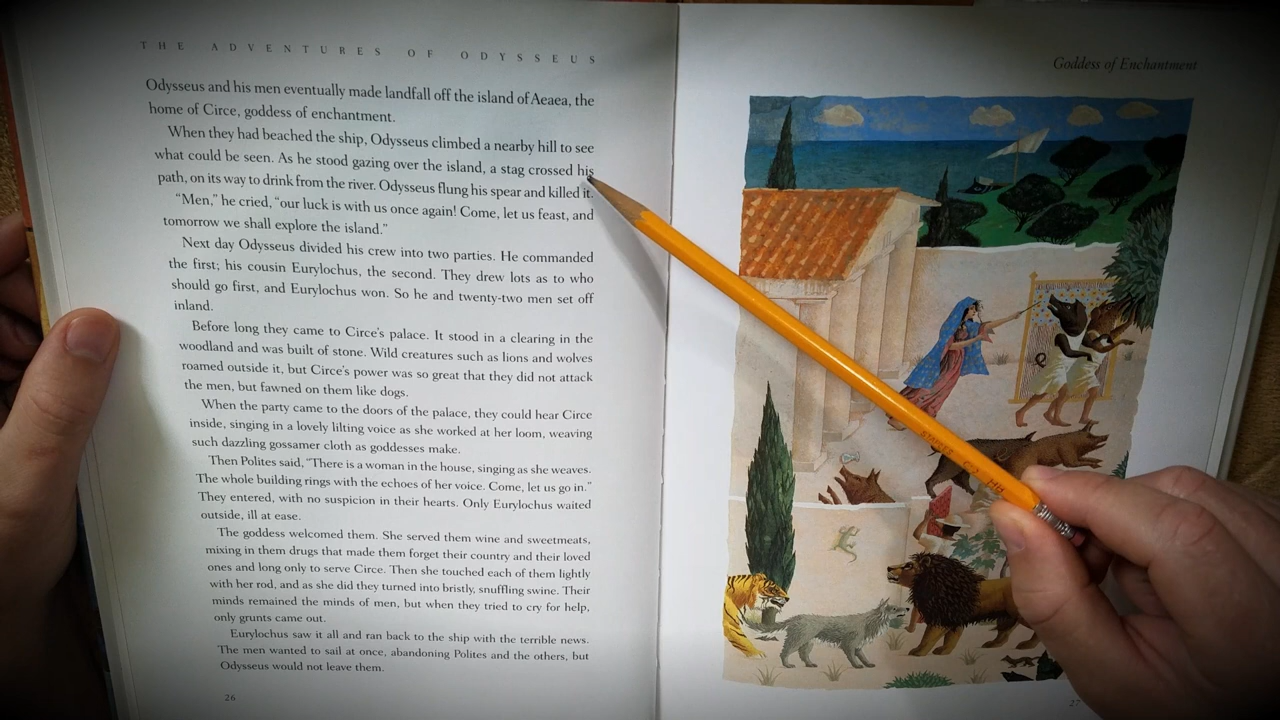 THE ADVENTURES OF ODYSSEUS
Odysseus and his men eventually made landfall off the island of Aeaea, the
home of Circe, goddess of enchantment.
When they had beached the ship, Odysseus climbed a nearby hill to see
what could be seen. As he stood gazing over the island, a stag crossed his
path, on its way to drink from the river. Odysseus flung his spear and killed it.
“Men,” he cried, “our luck is with us once again! Come, let us feast, and
tomorrow we shall explore the island.”
Next day Odysseus divided his crew into two parties. He commanded
the first; his cousin Eurylochus, the second. They drew lots as to who
should go first, and Eurylochus won. So he and twenty-two men set off
inland.
Before long they came to Circe’s palace. It stood in a clearing in the
woodland and was built of stone. Wild creatures such as lions and wolves
roamed outside it, but Circe’s power was so great that they did not attack
the men, but fawned on them like dogs.
When the party came to the doors of the palace, they could hear Circe
inside, singing in a lovely lilting voice as she worked at her loom, weaving
such dazzling gossamer cloth as goddesses make.
Then Polites said, “There is a woman in the house, singing as she weaves.
The whole building rings with the echoes of her voice. Come, let us go in.”
They entered, with no suspicion in their hearts. Only Eurylochus waited
outside, ill at ease.
The goddess welcomed them. She served them wine and sweetmeats,
mixing in them drugs that made them forget their country and their loved
ones and long only to serve Circe. Then she touched each of them lightly
with her rod, and as she did they turned into bristly, snuffling swine. Their
minds remained the minds of men, but when they tried to cry for help,
only grunts came out.
Eurylochus saw it all and ran back to the ship with the terrible news.
The men wanted to sail at once, abandoning Polites and the others, but
Odysseus would not leave them.
26
Goddess of Enchantment
27
HB